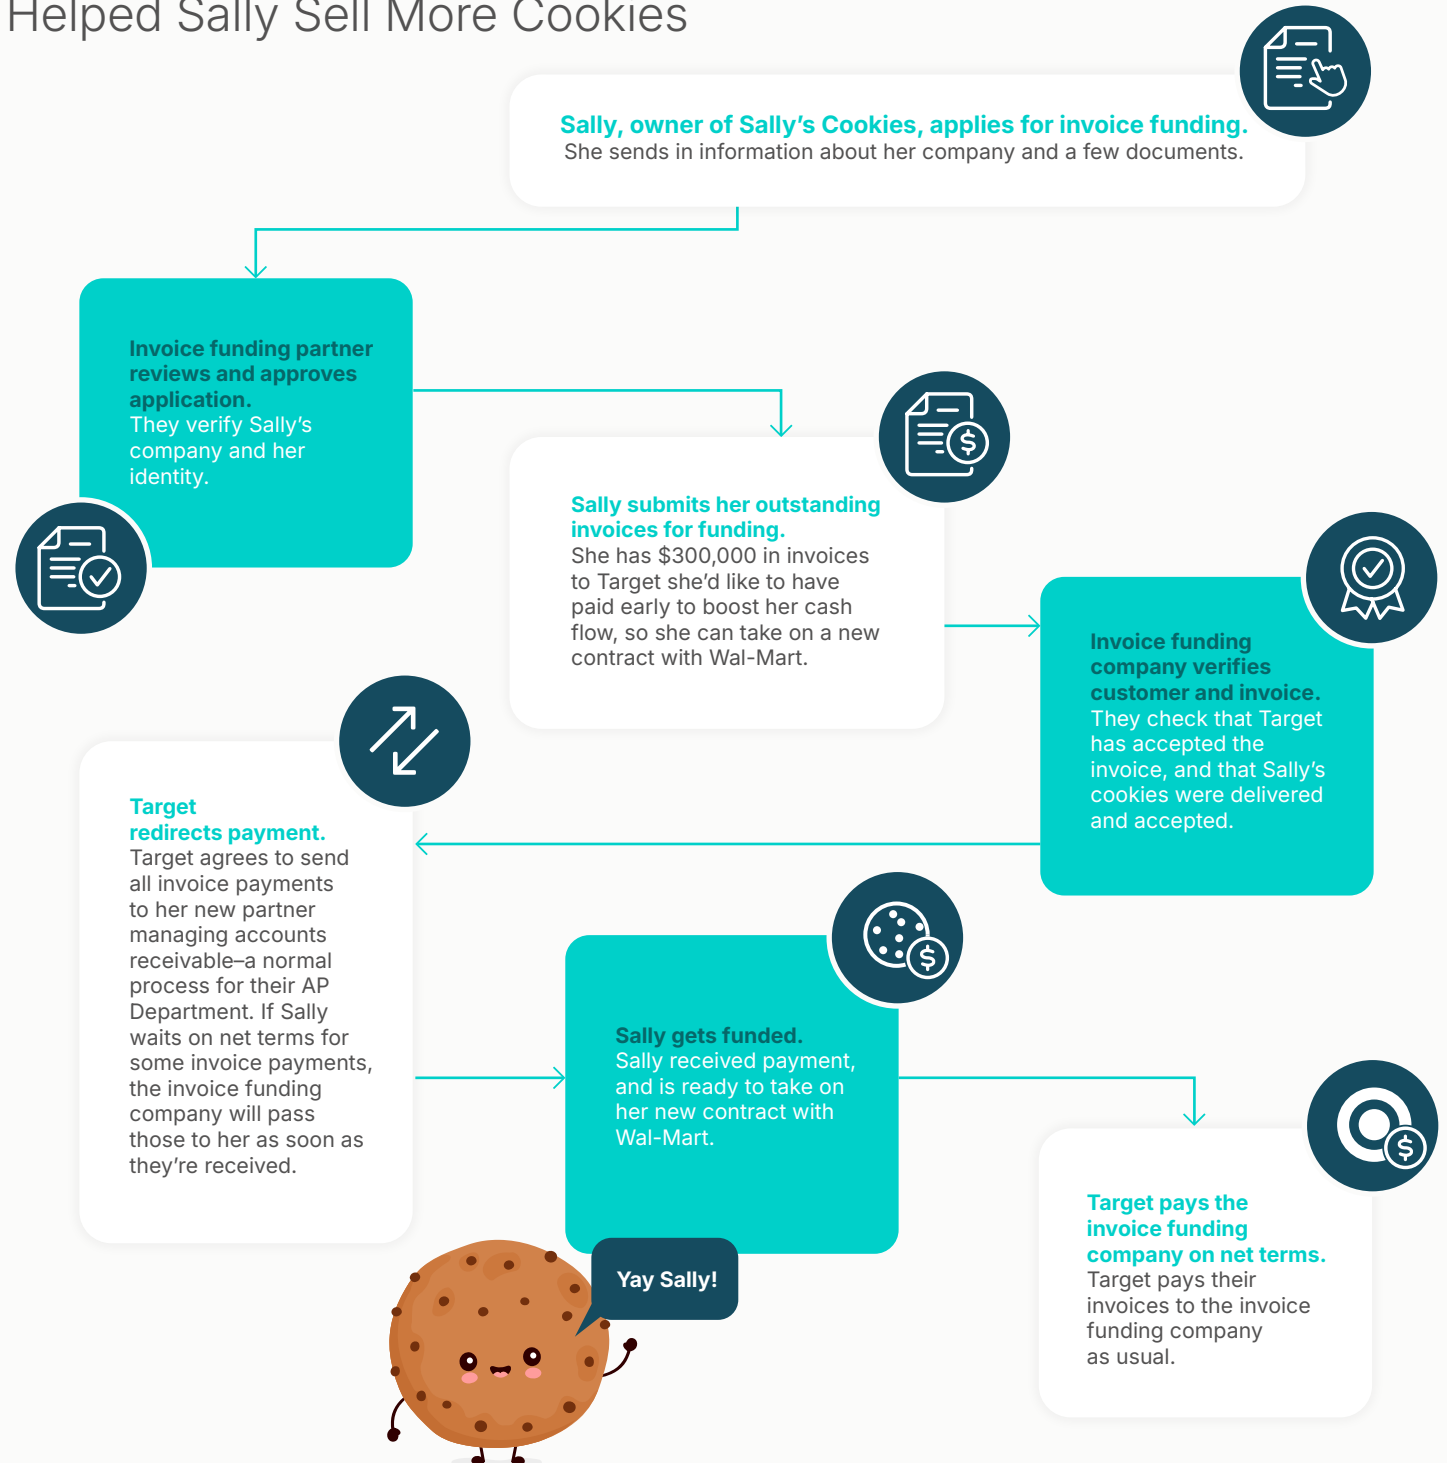 Helped Sally Sell More Cookies
Sally, owner of Sally’s Cookies, applies for invoice funding.
She sends in information about her company and a few documents.
Invoice funding partner
reviews and approves
application.
They verify Sally’s
company and her
identity.
Sally submits her outstanding
invoices for funding.
She has $300,000 in invoices
to Target she’d like to have
paid early to boost her cash
flow, so she can take on a new
contract with Wal-Mart.
Invoice funding
company verifies
customer and invoice.
They check that Target
has accepted the
invoice, and that Sally’s
cookies were delivered
and accepted.
Target
redirects payment.
Target agrees to send
all invoice payments
to her new partner
managing accounts
receivable–a normal
process for their AP
Department. If Sally
waits on net terms for
some invoice payments,
the invoice funding
company will pass
those to her as soon as
they’re received.
Sally gets funded.
Sally received payment,
and is ready to take on
her new contract with
Wal-Mart.
Yay Sally!
Target pays the
invoice funding
company on net terms.
Target pays their
invoices to the invoice
funding company
as usual.